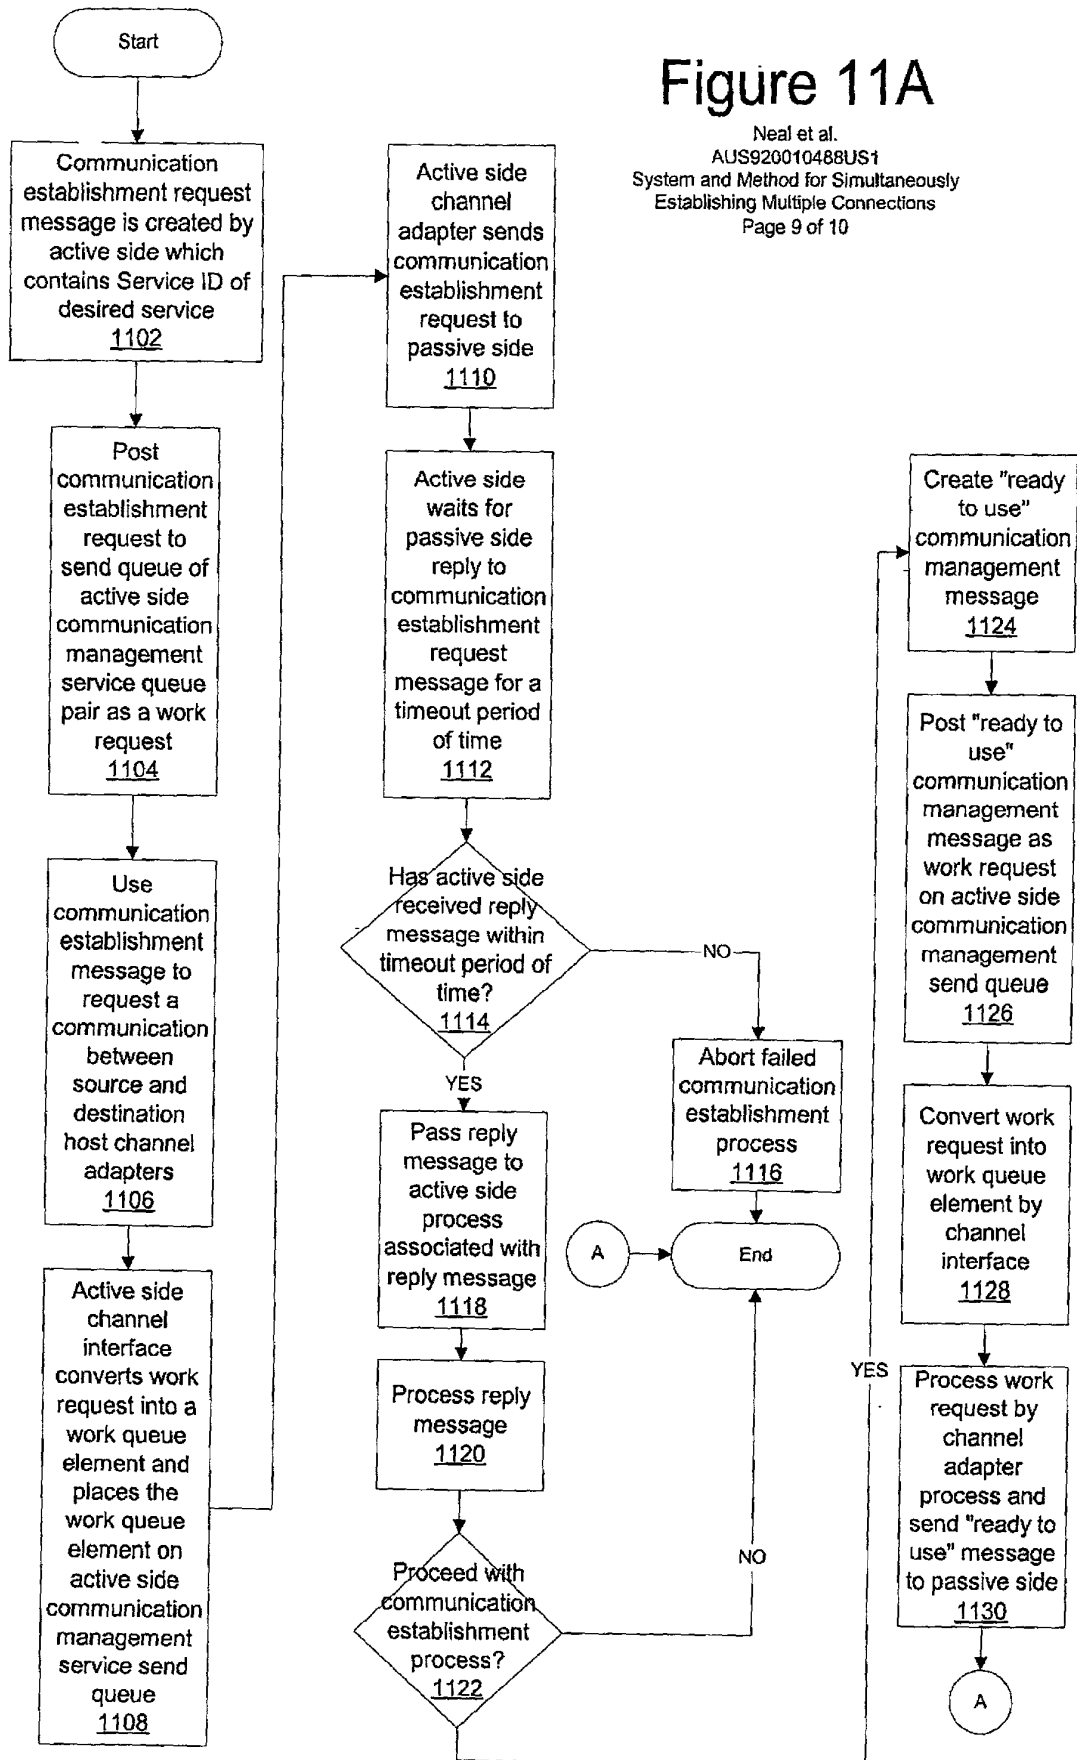 Figure 11A
Neal et al.
AUS920010488US1
System and Method for Simultaneously
Establishing Multiple Connections
Page 9 of 10
Start
Communication
establishment request
message is created by
active side which
contains Service ID of
desired service
1102
Post
communication
establishment
request to
send queue of
active side
communication
management
service queue
pair as a work
request
1104
Use
communication
establishment
message to
request a
communication
between
source and
destination
host channel
adapters
1106
Active side
channel
interface
converts work
request into a
work queue
element and
places the
work queue
element on
active side
communication
management
service send
queue
1108
Active side
channel
adapter sends
communication
establishment
request to
passive side
1110
Active side
waits for
passive side
reply to
communication
establishment
request
message for a
timeout period
of time
1112
Has active side
received reply
message within
timeout period of
time?
1114
NO
YES
Abort failed
communication
establishment
process
1116
Pass reply
message to
active side
process
associated with
reply message
1118
A
End
Process reply
message
1120
Proceed with
communication
establishment
process?
1122
NO
YES
Create "ready
to use"
communication
management
message
1124
Post "ready to
use"
communication
management
message as
work request
on active side
communication
management
send queue
1126
Convert work
request into
work queue
element by
channel
interface
1128
Process work
request by
channel
adapter
process and
send "ready to
use" message
to passive side
1130
A